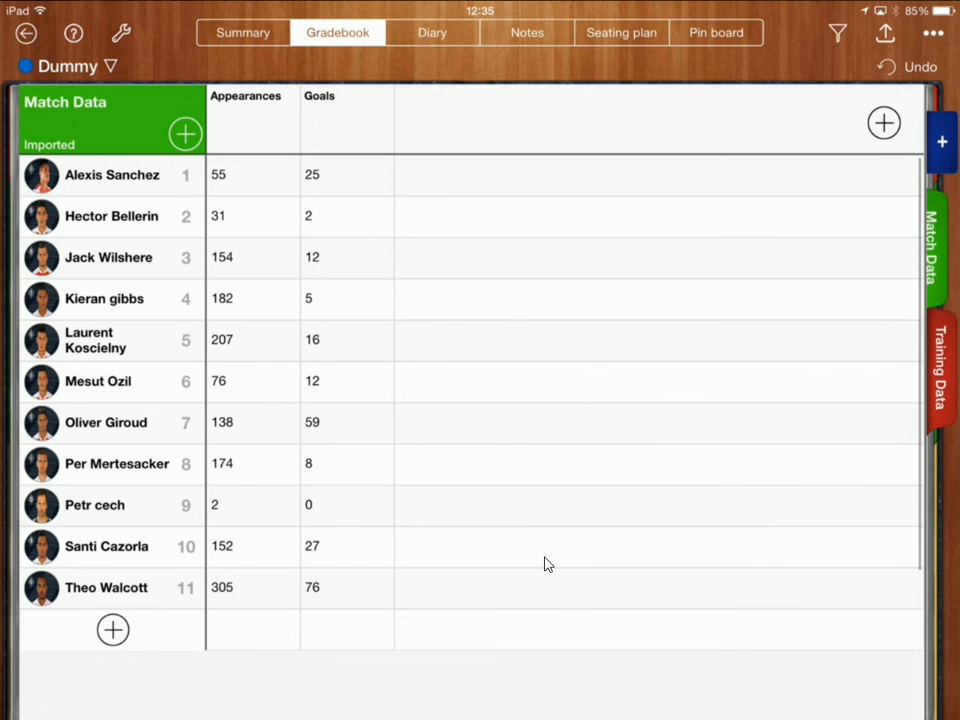 iPad 12:35 85%
Summary Gradebook Diary Notes Seating plan Pin board
Dummy Undo
Match Data Appearances Goals
Imported
Alexis Sanchez 1 55 25
Hector Bellerin 2 31 2
Jack Wilshere 3 154 12
Kieran gibbs 4 182 5
Laurent
Koscielny 5 207 16
Mesut Ozil 6 76 12
Oliver Giroud 7 138 59
Per Mertesacker 8 174 8
Petr cech 9 2 0
Santi Cazorla 10 152 27
Theo Walcott 11 305 76
Match Data
Training Data